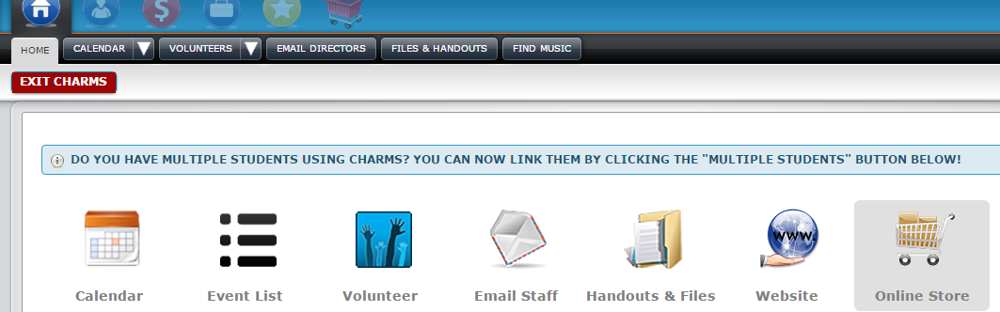 HOME CALENDAR VOLUNTEERS EMAIL DIRECTORS FILES & HANDOUTS FIND MUSIC
EXIT CHARMS
DO YOU HAVE MULTIPLE STUDENTS USING CHARMS? YOU CAN NOW LINK THEM BY CLICKING THE "MULTIPLE STUDENTS" BUTTON BELOW!
www.
Calendar Event List Volunteer Email Staff Handouts & Files Website Online Store